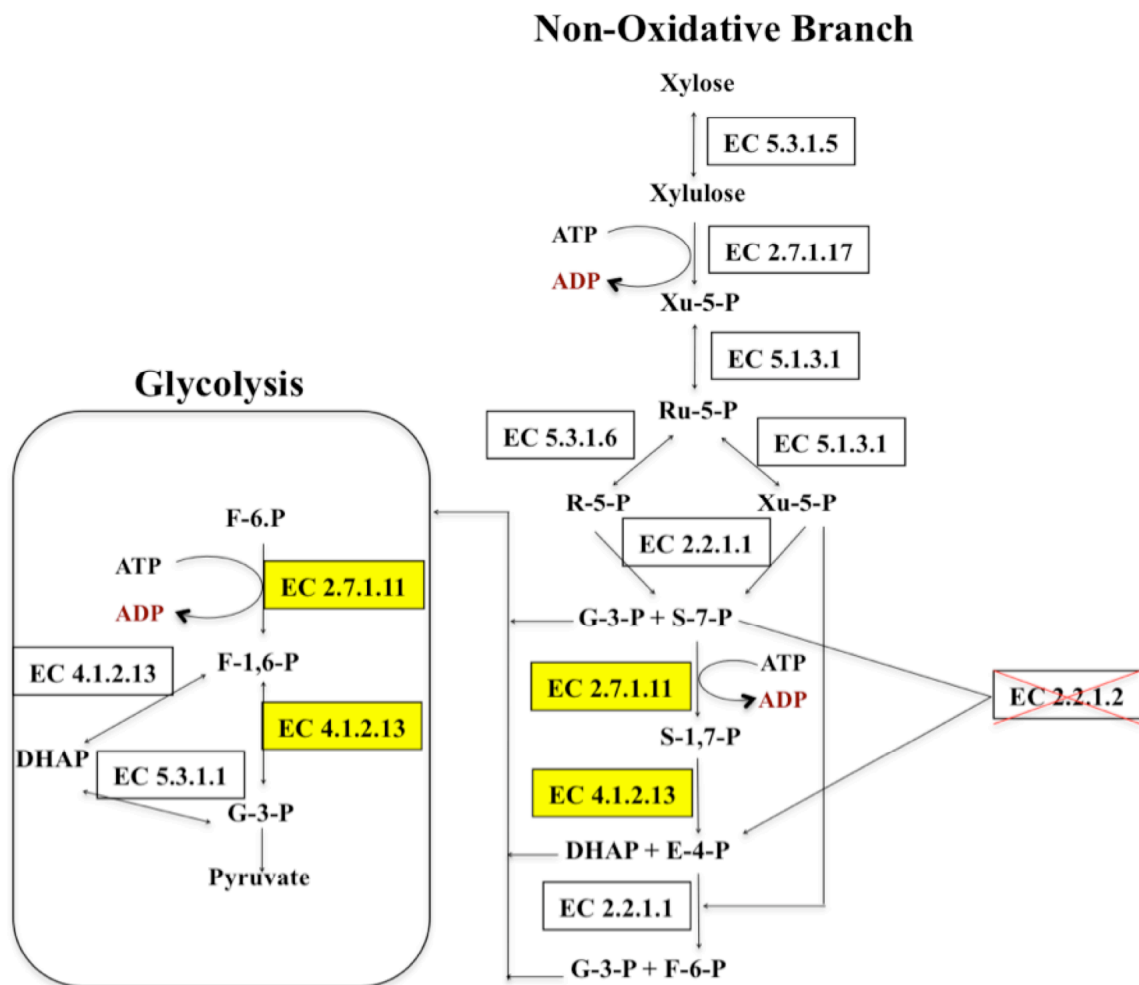 Non-Oxidative Branch
Xylose
EC 5.3.1.5
Xylulose
ATP
EC 2.7.1.17
ADP
Xu-5-P
EC 5.1.3.1
Glycolysis
Ru-5-P
EC 5.3.1.6
EC 5.1.3.1
R-5-P
Xu-5-P
F-6.P
EC 2.2.1.1
ATP
EC 2.7.1.11
ADP
G-3-P + S-7-P
EC 4.1.2.13
F-1,6-P
EC 2.7.1.11
ATP
ADP
EC 2.2.1.2
EC 4.1.2.13
S-1,7-P
DHAP
EC 5.3.1.1
EC 4.1.2.13
G-3-P
DHAP + E-4-P
Pyruvate
EC 2.2.1.1
G-3-P + F-6-P